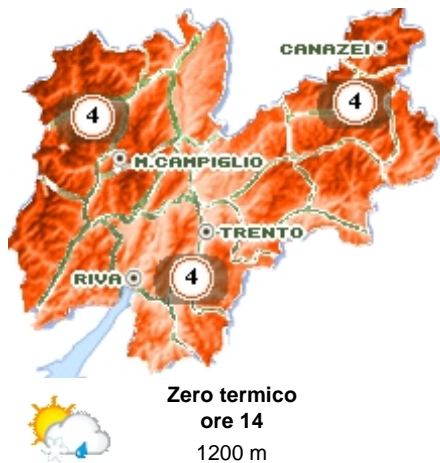 CANAZEI
4
4
M.CAMPIGLIO
TRENTO
RIVA
4
Zero termico
ore 14
1200 m